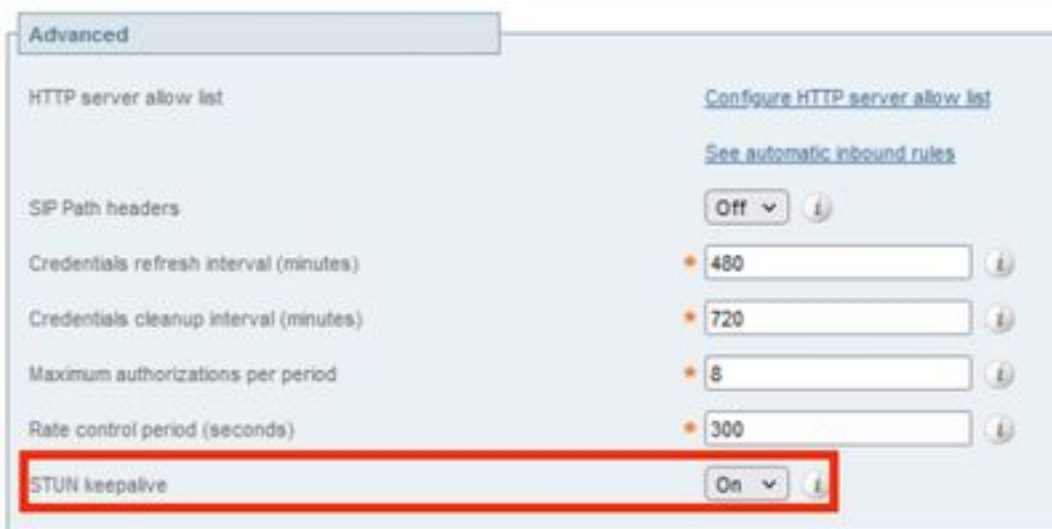 Advanced
HTTP server allow list Configure HTTP server allow list
See automatic inbound rules
SIP Path headers Off i
Credentials refresh interval (minutes) * 480 i
Credentials cleanup interval (minutes) * 720 i
Maximum authorizations per period * 8 i
Rate control period (seconds) * 300 i
STUN keepalive On i